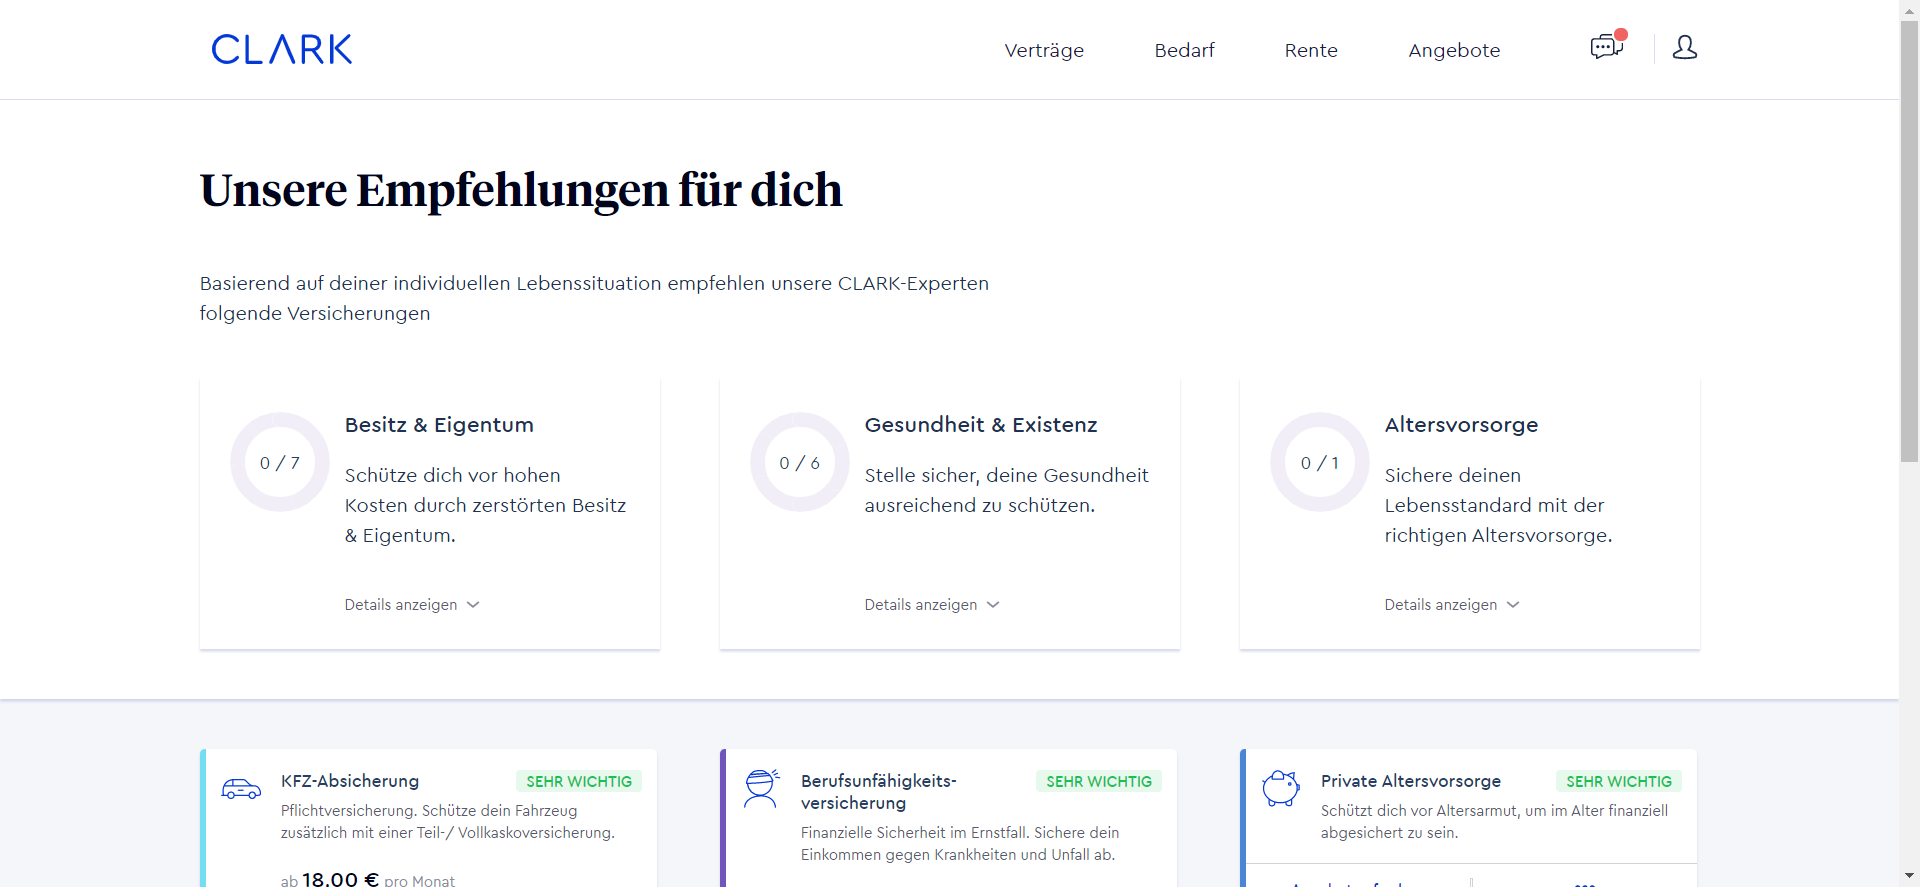 CLARK
Verträge
Bedarf
Rente
Angebote
Unsere Empfehlungen für dich
Basierend auf deiner individuellen Lebenssituation empfehlen unsere CLARK-Experten
folgende Versicherungen
0 / 7
Besitz & Eigentum
Schütze dich vor hohen
Kosten durch zerstörten Besitz
& Eigentum.
Details anzeigen
0 / 6
Gesundheit & Existenz
Stelle sicher, deine Gesundheit
ausreichend zu schützen.
Details anzeigen
0 / 1
Altersvorsorge
Sichere deinen
Lebensstandard mit der
richtigen Altersvorsorge.
Details anzeigen
KFZ-Absicherung
SEHR WICHTIG
Pflichtversicherung. Schütze dein Fahrzeug
zusätzlich mit einer Teil-/ Vollkaskoversicherung.
ab 18.00 € pro Monat
Berufsunfähigkeits-
versicherung
SEHR WICHTIG
Finanzielle Sicherheit im Ernstfall. Sichere dein
Einkommen gegen Krankheiten und Unfall ab.
Private Altersvorsorge
SEHR WICHTIG
Schützt dich vor Altersarmut, um im Alter finanziell
abgesichert zu sein.